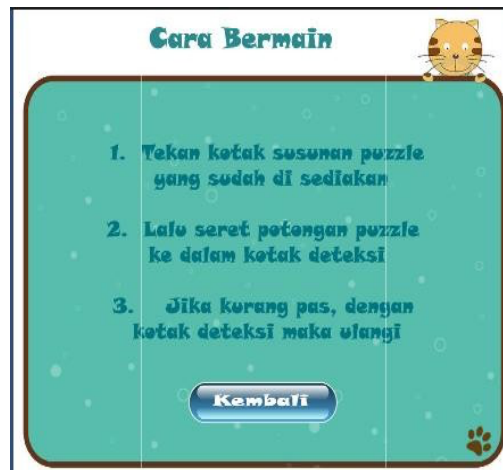 Cara Bermain
1. Tekan kotak susunan puzzle
yang sudah di sediakan
2. Lalu seret potongan puzzle
ke dalam kotak deteksi
3. Jika kurang pas, dengan
kotak deteksi maka ulangi
Kembali